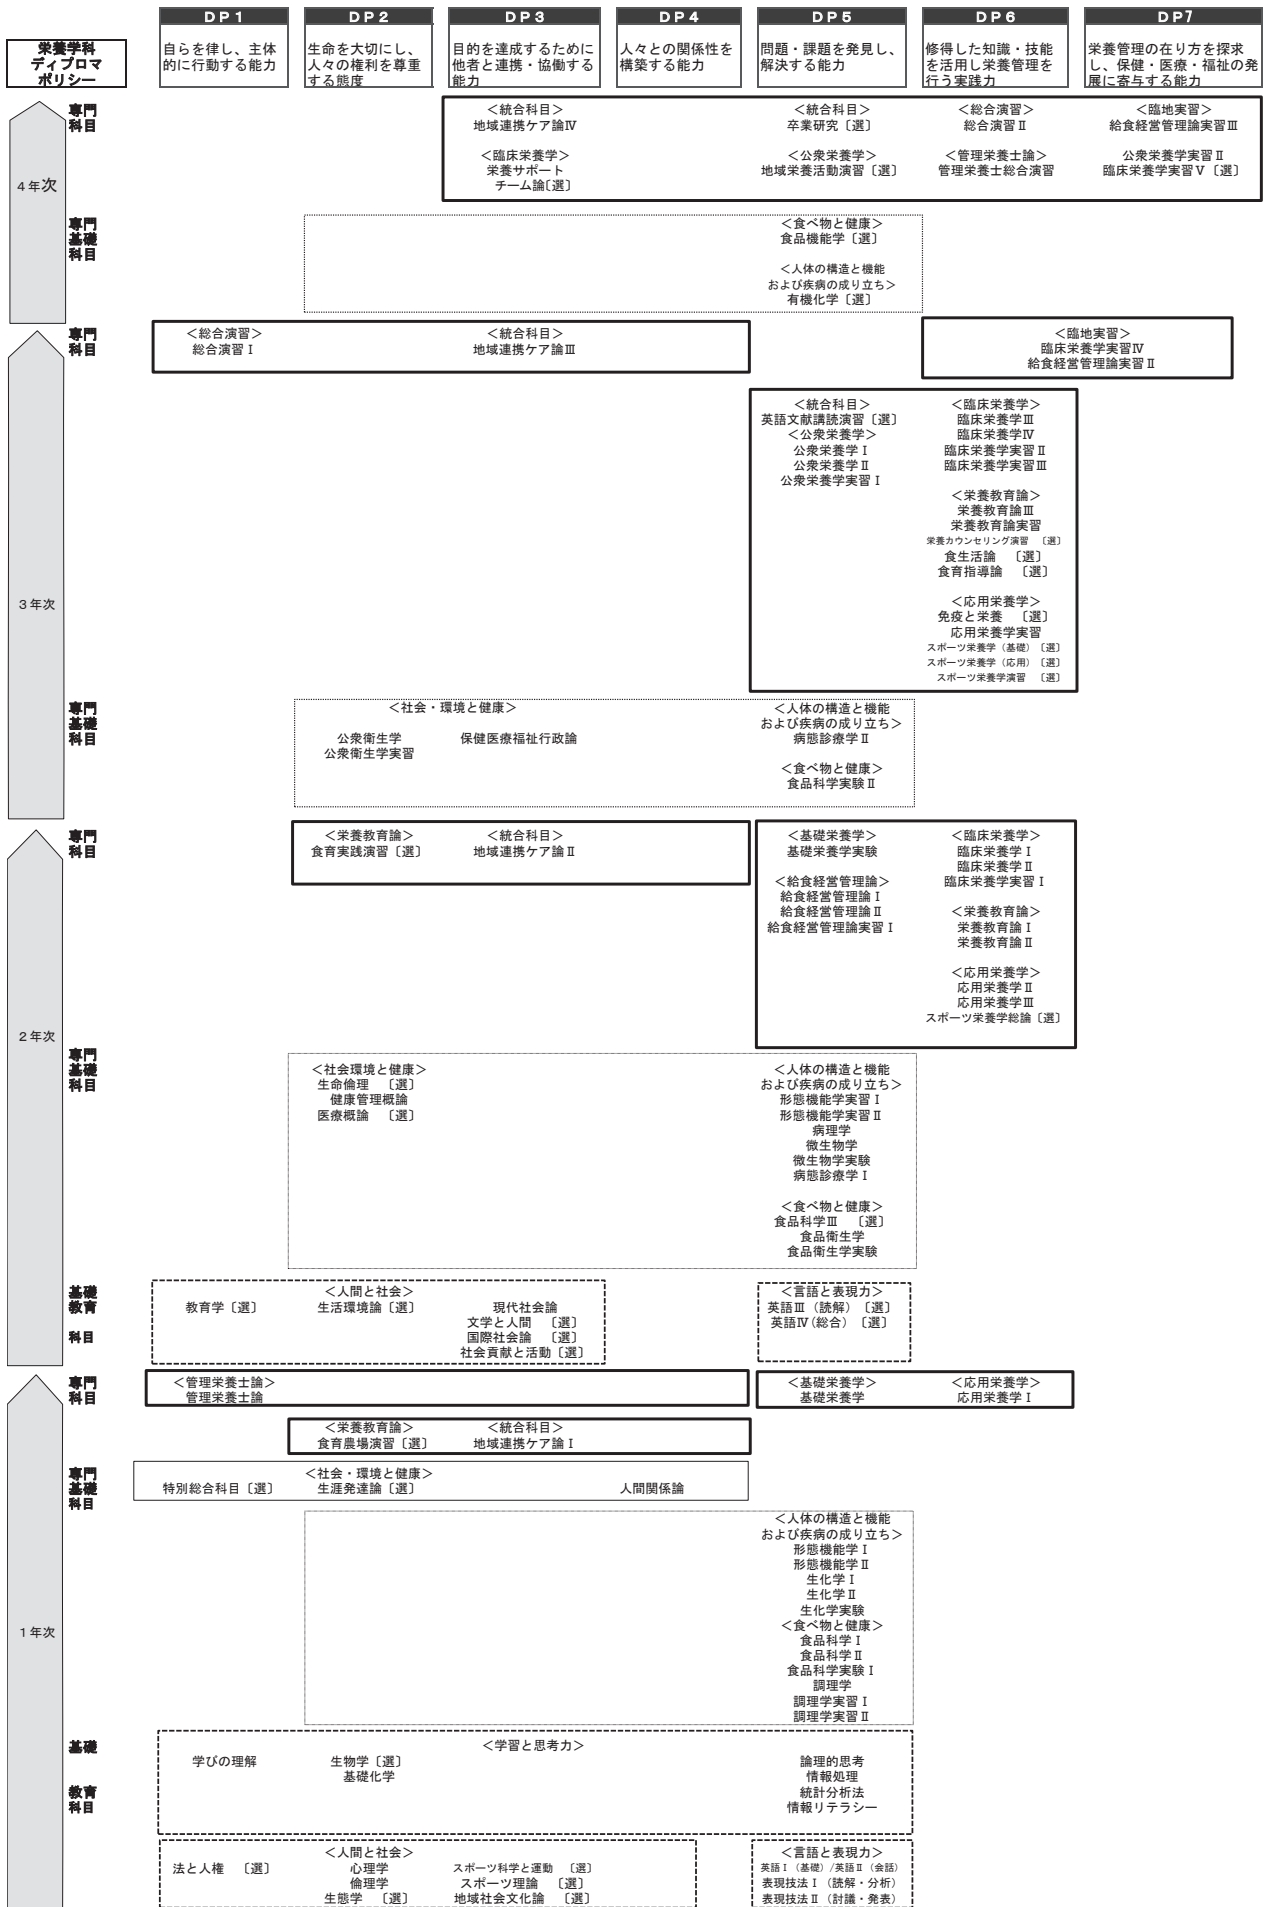 DP1 DP2 DP3 DP4 DP5 DP6 DP7
栄養学科
ディプロマ
ポリシー
自らを律し、主体
的に行動する能力
生命を大切にし、
人々の権利を尊重
する態度
目的を達成するために
他者と連携・協働する
能力
人々との関係性を
構築する能力
問題・課題を発見し、
解決する能力
修得した知識・技能
を活用し栄養管理を
行う実践力
栄養管理の在り方を探求
し、保健・医療・福祉の発
展に寄与する能力
4年次
専門
科目
＜統合科目＞
地域連携ケア論Ⅳ
＜臨床栄養学＞
栄養サポート
チーム論〔選〕
＜統合科目＞
卒業研究〔選〕
＜公衆栄養学＞
地域栄養活動演習〔選〕
＜総合演習＞
総合演習Ⅱ
＜管理栄養士論＞
管理栄養士総合演習
＜臨地実習＞
給食経営管理論実習Ⅲ
公衆栄養学実習Ⅱ
臨床栄養学実習Ⅴ〔選〕
専門
基礎
科目
＜食べ物と健康＞
食品機能学〔選〕
＜人体の構造と機能
および疾病の成り立ち＞
有機化学〔選〕
3年次
専門
科目
＜総合演習＞
総合演習Ⅰ
＜統合科目＞
地域連携ケア論Ⅲ
＜臨地実習＞
臨床栄養学実習Ⅳ
給食経営管理論実習Ⅱ
＜統合科目＞
英語文献講読演習〔選〕
＜公衆栄養学＞
公衆栄養学Ⅰ
公衆栄養学Ⅱ
公衆栄養学実習Ⅰ
＜臨床栄養学＞
臨床栄養学Ⅲ
臨床栄養学Ⅳ
臨床栄養学実習Ⅱ
臨床栄養学実習Ⅲ
＜栄養教育論＞
栄養教育論Ⅲ
栄養教育論実習
栄養カウンセリング演習 〔選〕
食生活論 〔選〕
食育指導論 〔選〕
＜応用栄養学＞
免疫と栄養 〔選〕
応用栄養学実習
スポーツ栄養学（基礎）〔選〕
スポーツ栄養学（応用）〔選〕
スポーツ栄養学演習 〔選〕
専門
基礎
科目
＜社会・環境と健康＞
公衆衛生学
公衆衛生学実習
保健医療福祉行政論
＜人体の構造と機能
および疾病の成り立ち＞
病態診療学Ⅱ
＜食べ物と健康＞
食品科学実験Ⅱ
2年次
専門
科目
＜栄養教育論＞
食育実践演習〔選〕
＜統合科目＞
地域連携ケア論Ⅱ
＜基礎栄養学＞
基礎栄養学実験
＜給食経営管理論＞
給食経営管理論Ⅰ
給食経営管理論Ⅱ
給食経営管理論実習Ⅰ
＜臨床栄養学＞
臨床栄養学Ⅰ
臨床栄養学Ⅱ
臨床栄養学実習Ⅰ
＜栄養教育論＞
栄養教育論Ⅰ
栄養教育論Ⅱ
＜応用栄養学＞
応用栄養学Ⅱ
応用栄養学Ⅲ
スポーツ栄養学総論〔選〕
専門
基礎
科目
＜社会環境と健康＞
生命倫理 〔選〕
健康管理概論
医療概論 〔選〕
＜人体の構造と機能
および疾病の成り立ち＞
形態機能学実習Ⅰ
形態機能学実習Ⅱ
病理学
微生物学
微生物学実験
病態診療学Ⅰ
＜食べ物と健康＞
食品科学Ⅲ 〔選〕
食品衛生学
食品衛生学実験
基礎
教育
科目
教育学〔選〕
＜人間と社会＞
生活環境論〔選〕
現代社会論
文学と人間 〔選〕
国際社会論 〔選〕
社会貢献と活動〔選〕
＜言語と表現力＞
英語Ⅲ（読解）〔選〕
英語Ⅳ(総合) 〔選〕
1年次
専門
科目
＜管理栄養士論＞
管理栄養士論
＜基礎栄養学＞
基礎栄養学
＜応用栄養学＞
応用栄養学Ⅰ
＜栄養教育論＞
食育農場演習〔選〕
＜統合科目＞
地域連携ケア論Ⅰ
専門
基礎
科目
＜社会・環境と健康＞
特別総合科目〔選〕
生涯発達論〔選〕
人間関係論
＜人体の構造と機能
および疾病の成り立ち＞
形態機能学Ⅰ
形態機能学Ⅱ
生化学Ⅰ
生化学Ⅱ
生化学実験
＜食べ物と健康＞
食品科学Ⅰ
食品科学Ⅱ
食品科学実験Ⅰ
調理学
調理学実習Ⅰ
調理学実習Ⅱ
基礎
教育
科目
＜学習と思考力＞
学びの理解
生物学〔選〕
基礎化学
論理的思考
情報処理
統計分析法
情報リテラシー
＜人間と社会＞
法と人権 〔選〕
心理学
倫理学
生態学 〔選〕
スポーツ科学と運動 〔選〕
スポーツ理論 〔選〕
地域社会文化論 〔選〕
＜言語と表現力＞
英語Ⅰ（基礎）/英語Ⅱ（会話）
表現技法Ⅰ（読解・分析）
表現技法Ⅱ（討議・発表）